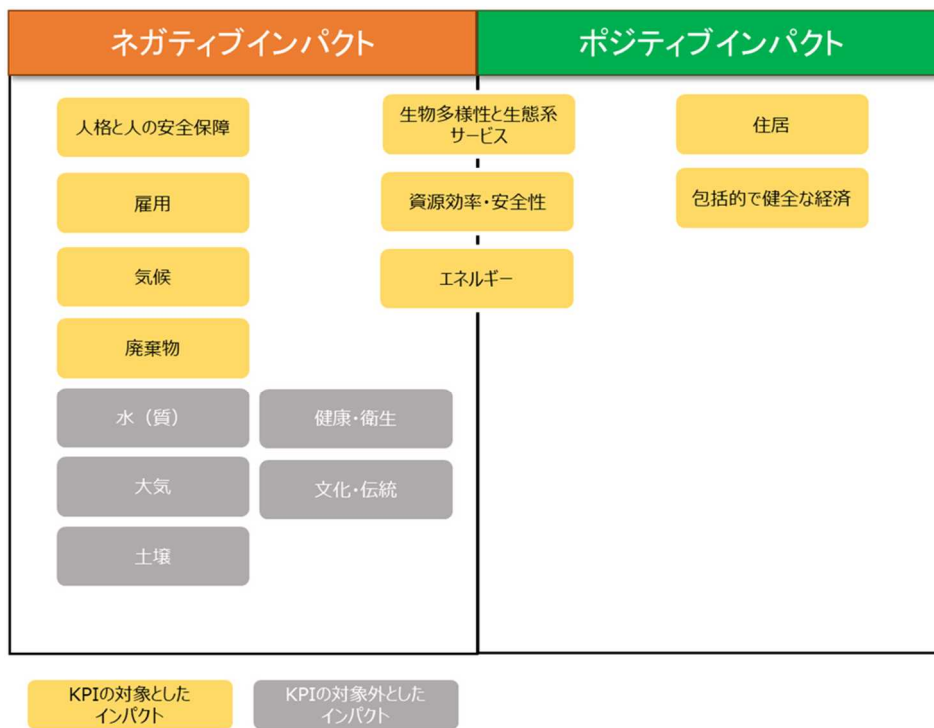 ネガティブインパクト
ポジティブインパクト
人格と人の安全保障
雇用
気候
廃棄物
水（質）
大気
土壌
健康・衛生
文化・伝統
生物多様性と生態系
サービス
資源効率・安全性
エネルギー
住居
包括的で健全な経済
KPIの対象とした
インパクト
KPIの対象外とした
インパクト